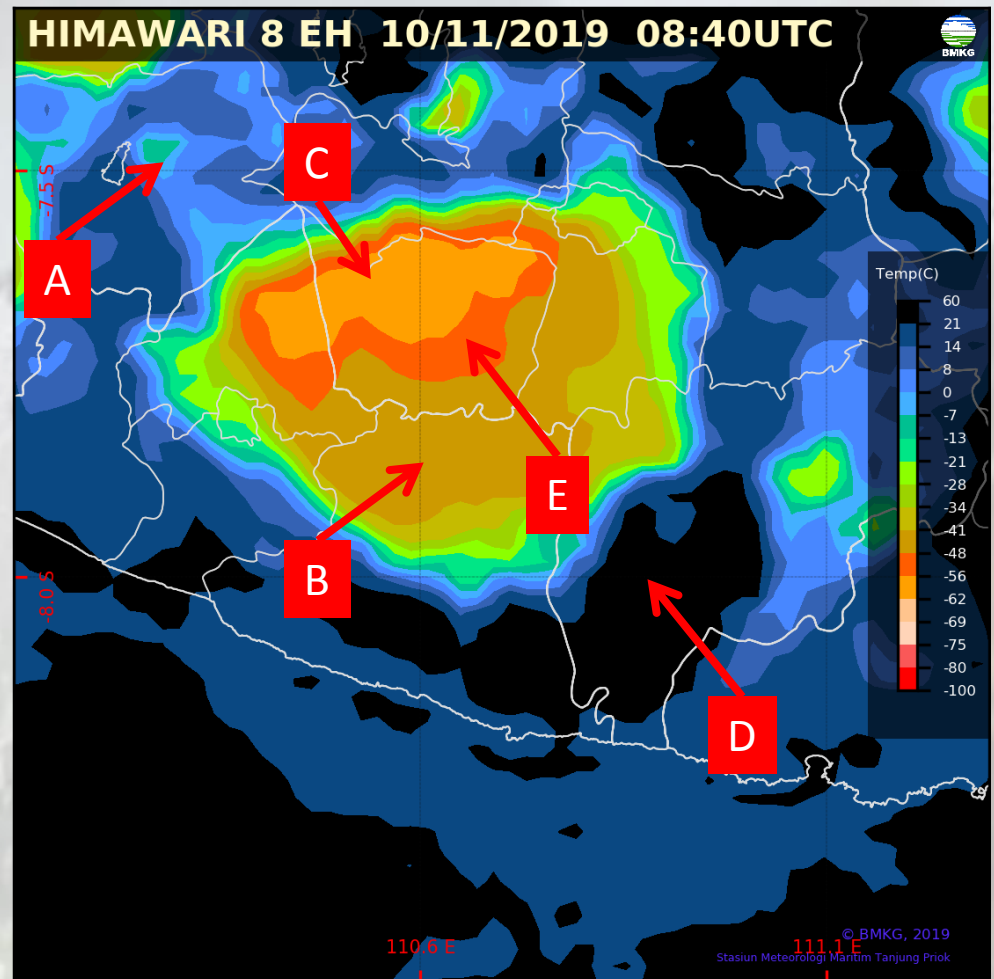 HIMAWARI 8 EH 10/11/2019 08:40UTC
BMKG
C
-7.5 S
A
Temp(C)
60
21
14
8
0
-7
-13
-21
-28
-34
-41
-48
-56
-62
-69
-75
-80
-100
E
B
-8.0 S
D
110.6 E
111.1 E
© BMKG, 2019
Stasiun Meteorologi Maritim Tanjung Priok